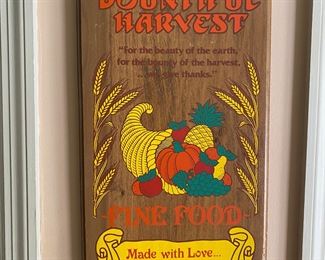 BOUNTIFUL
HARVEST
"For the beauty of the earth,
for the bounty of the harvest,
...we give thanks."
-FINE FOOD-
Made with Love...